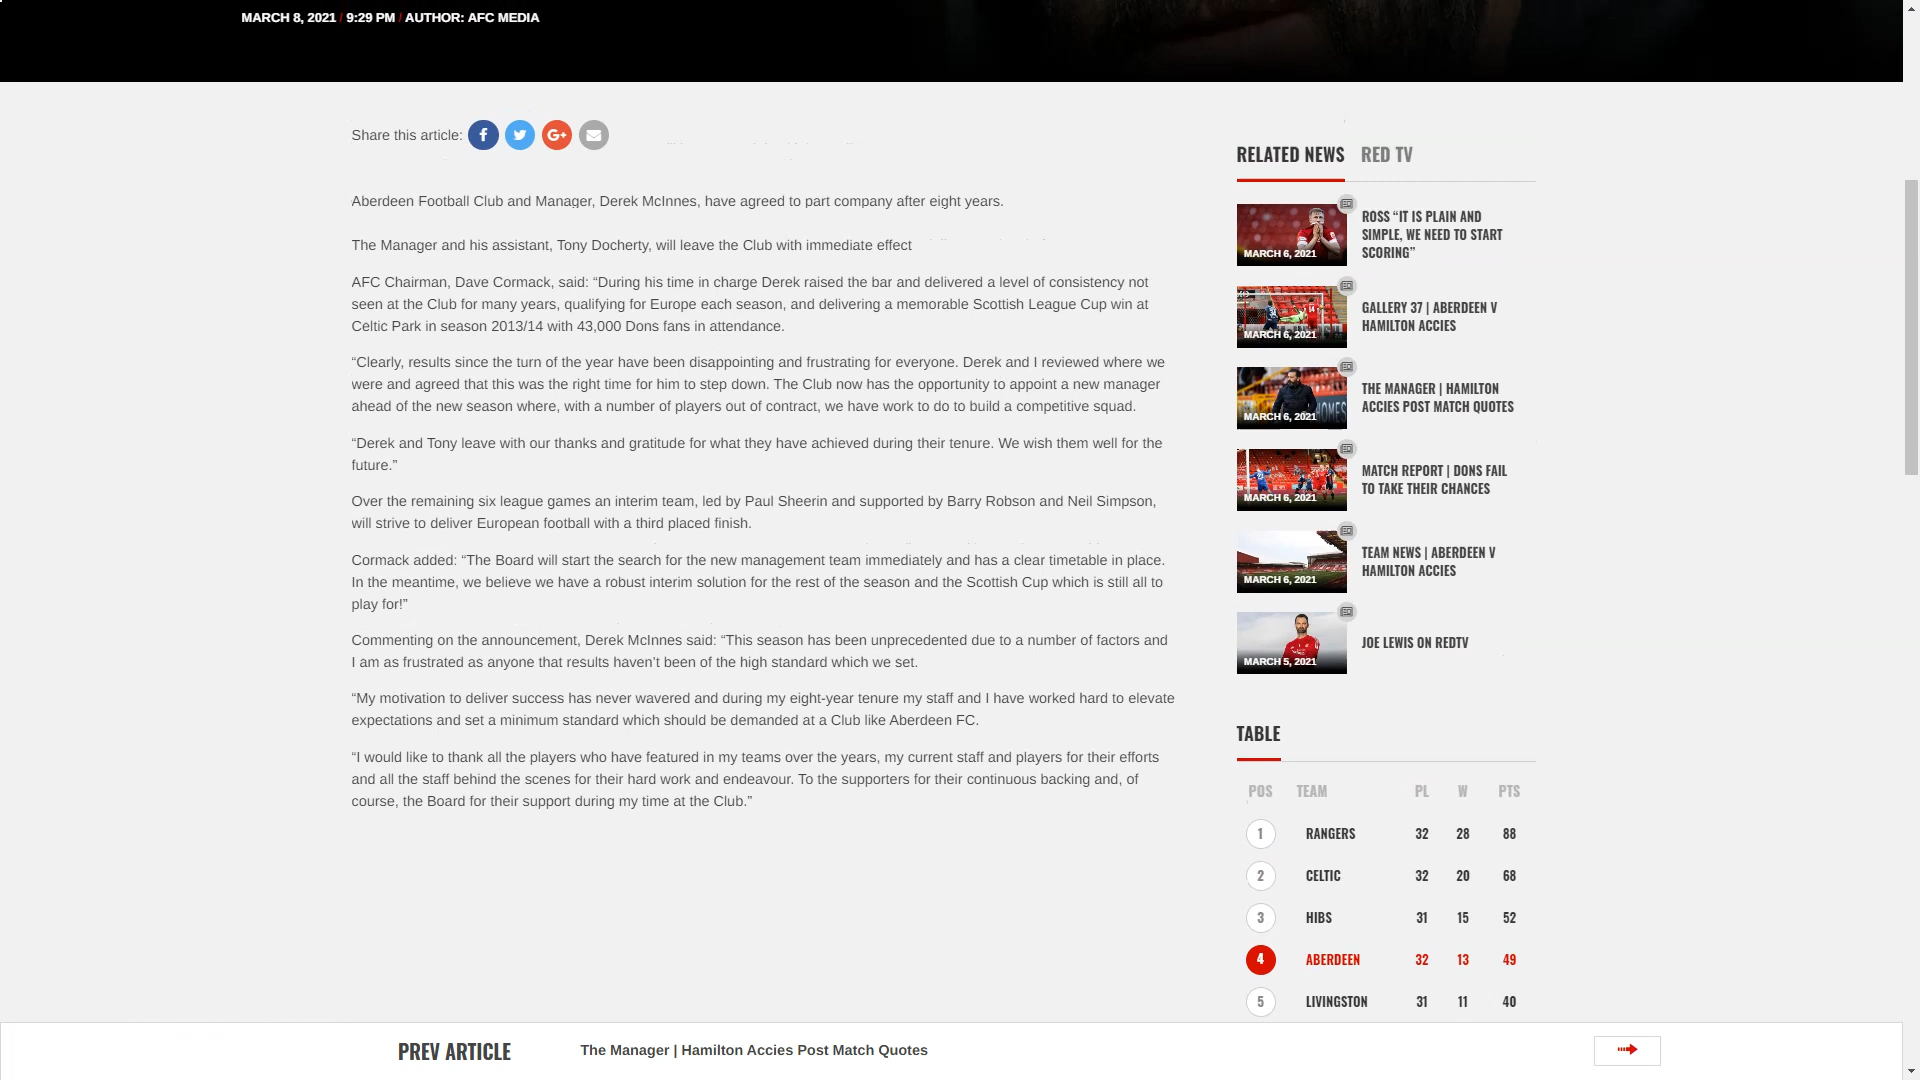 MARCH 8, 2021 / 9:29 PM / AUTHOR: AFC MEDIA
Share this article:
Aberdeen Football Club and Manager, Derek McInnes, have agreed to part company after eight years.
The Manager and his assistant, Tony Docherty, will leave the Club with immediate effect
AFC Chairman, Dave Cormack, said: “During his time in charge Derek raised the bar and delivered a level of consistency not
seen at the Club for many years, qualifying for Europe each season, and delivering a memorable Scottish League Cup win at
Celtic Park in season 2013/14 with 43,000 Dons fans in attendance.
“Clearly, results since the turn of the year have been disappointing and frustrating for everyone. Derek and I reviewed where we
were and agreed that this was the right time for him to step down. The Club now has the opportunity to appoint a new manager
ahead of the new season where, with a number of players out of contract, we have work to do to build a competitive squad.
“Derek and Tony leave with our thanks and gratitude for what they have achieved during their tenure. We wish them well for the
future.”
Over the remaining six league games an interim team, led by Paul Sheerin and supported by Barry Robson and Neil Simpson,
will strive to deliver European football with a third placed finish.
Cormack added: “The Board will start the search for the new management team immediately and has a clear timetable in place.
In the meantime, we believe we have a robust interim solution for the rest of the season and the Scottish Cup which is still all to
play for!”
Commenting on the announcement, Derek McInnes said: “This season has been unprecedented due to a number of factors and
I am as frustrated as anyone that results haven’t been of the high standard which we set.
“My motivation to deliver success has never wavered and during my eight-year tenure my staff and I have worked hard to elevate
expectations and set a minimum standard which should be demanded at a Club like Aberdeen FC.
“I would like to thank all the players who have featured in my teams over the years, my current staff and players for their efforts
and all the staff behind the scenes for their hard work and endeavour. To the supporters for their continuous backing and, of
course, the Board for their support during my time at the Club.”
RELATED NEWS RED TV
MARCH 6, 2021
ROSS “IT IS PLAIN AND
SIMPLE, WE NEED TO START
SCORING”
MARCH 6, 2021
GALLERY 37 | ABERDEEN V
HAMILTON ACCIES
MARCH 6, 2021
THE MANAGER | HAMILTON
ACCIES POST MATCH QUOTES
MARCH 6, 2021
MATCH REPORT | DONS FAIL
TO TAKE THEIR CHANCES
MARCH 6, 2021
TEAM NEWS | ABERDEEN V
HAMILTON ACCIES
MARCH 5, 2021
JOE LEWIS ON REDTV
TABLE
POS TEAM PL W PTS
1 RANGERS 32 28 88
2 CELTIC 32 20 68
3 HIBS 31 15 52
4 ABERDEEN 32 13 49
5 LIVINGSTON 31 11 40
PREV ARTICLE The Manager | Hamilton Accies Post Match Quotes